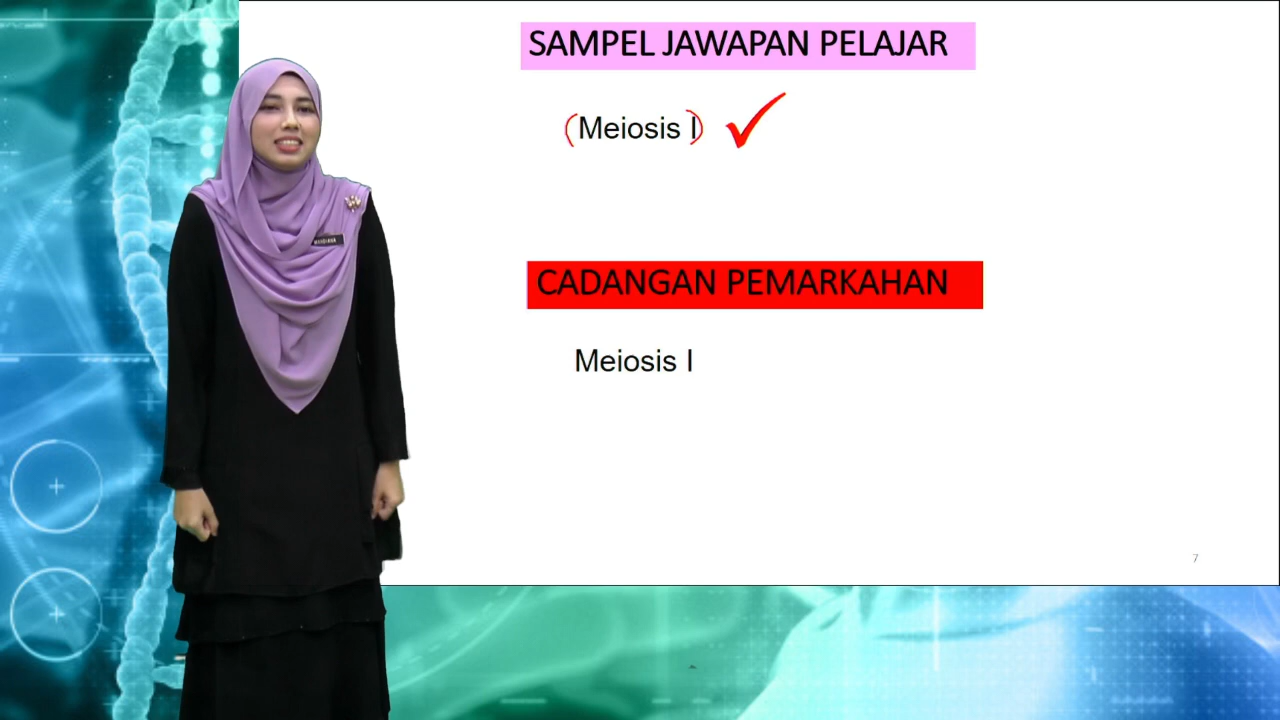 SAMPEL JAWAPAN PELAJAR
(Meiosis I)
CADANGAN PEMARKAHAN
Meiosis I
7